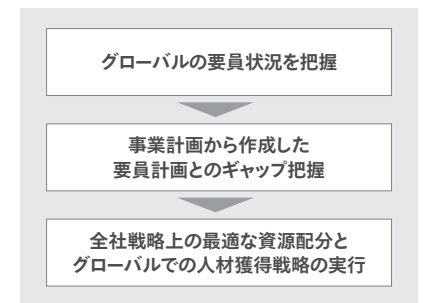 グローバルの要員状況を把握
事業計画から作成した
要員計画とのギャップ把握
全社戦略上の最適な資源配分と
グローバルでの人材獲得戦略の実行